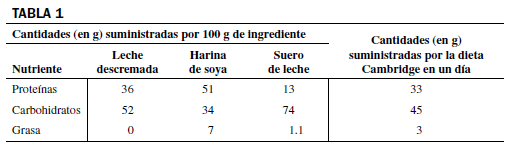 TABLA 1
Cantidades (en g) suministradas por 100 g de ingrediente
Cantidades (en g)
suministradas por la dieta
Cambridge en un día
Leche Harina Suero
Nutriente descremada de soya de leche
Proteínas 36 51 13 33
Carbohidratos 52 34 74 45
Grasa 0 7 1.1 3